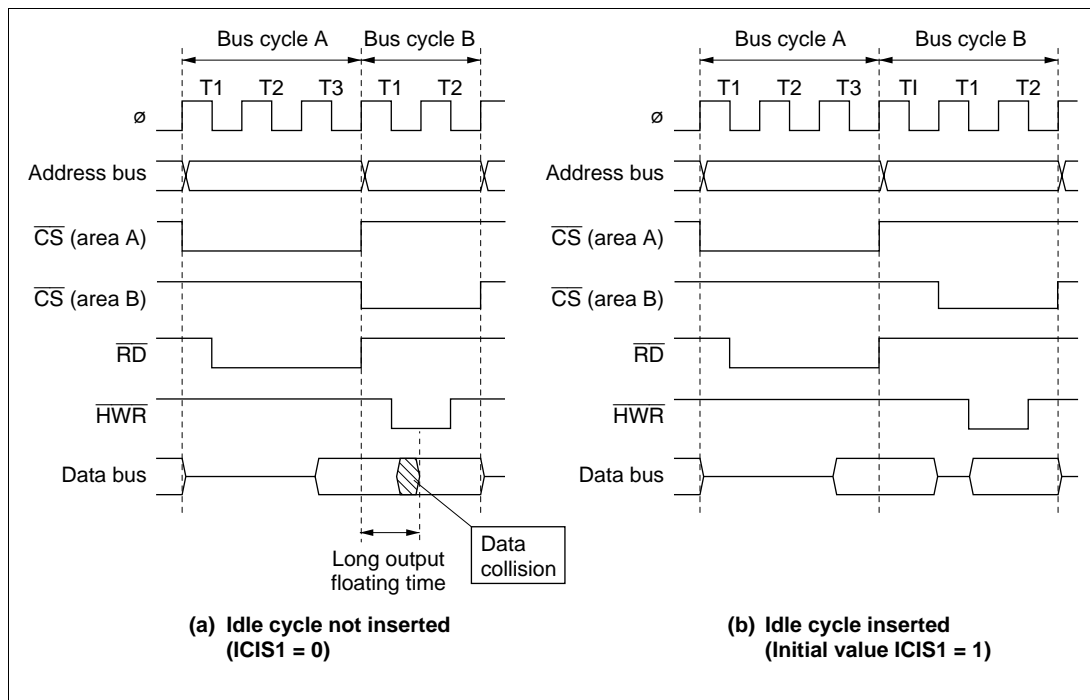 Bus cycle A Bus cycle B
T1 T2 T3 T1 T2
ø
Address bus
CS (area A)
CS (area B)
RD
HWR
Data bus
Long output
floating time
Data
collision
(a) Idle cycle not inserted
(ICIS1 = 0)
Bus cycle A Bus cycle B
T1 T2 T3 TI T1 T2
ø
Address bus
CS (area A)
CS (area B)
RD
HWR
Data bus
(b) Idle cycle inserted
(Initial value ICIS1 = 1)